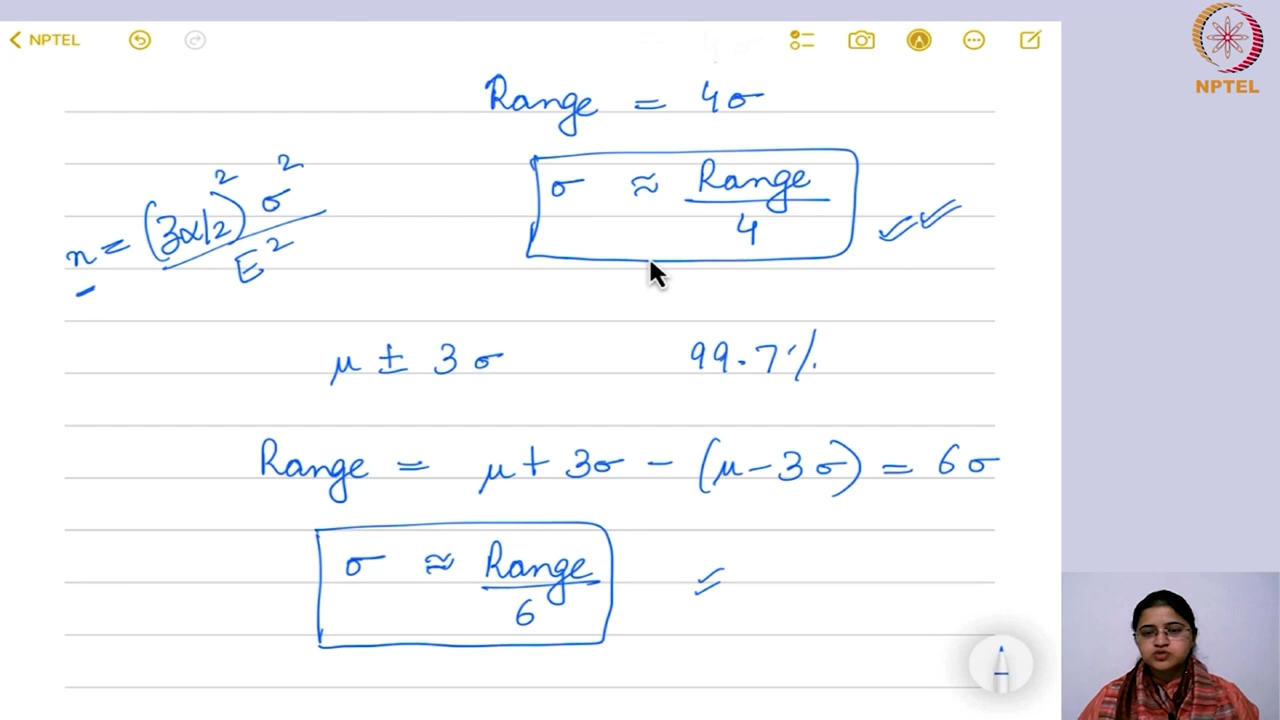 NPTEL
NPTEL
Range = 4σ
σ ≈ Range/4
n = (zα/2)² σ² / E²
μ ± 3σ 99.7%
Range = μ + 3σ - (μ - 3σ) = 6σ
σ ≈ Range/6